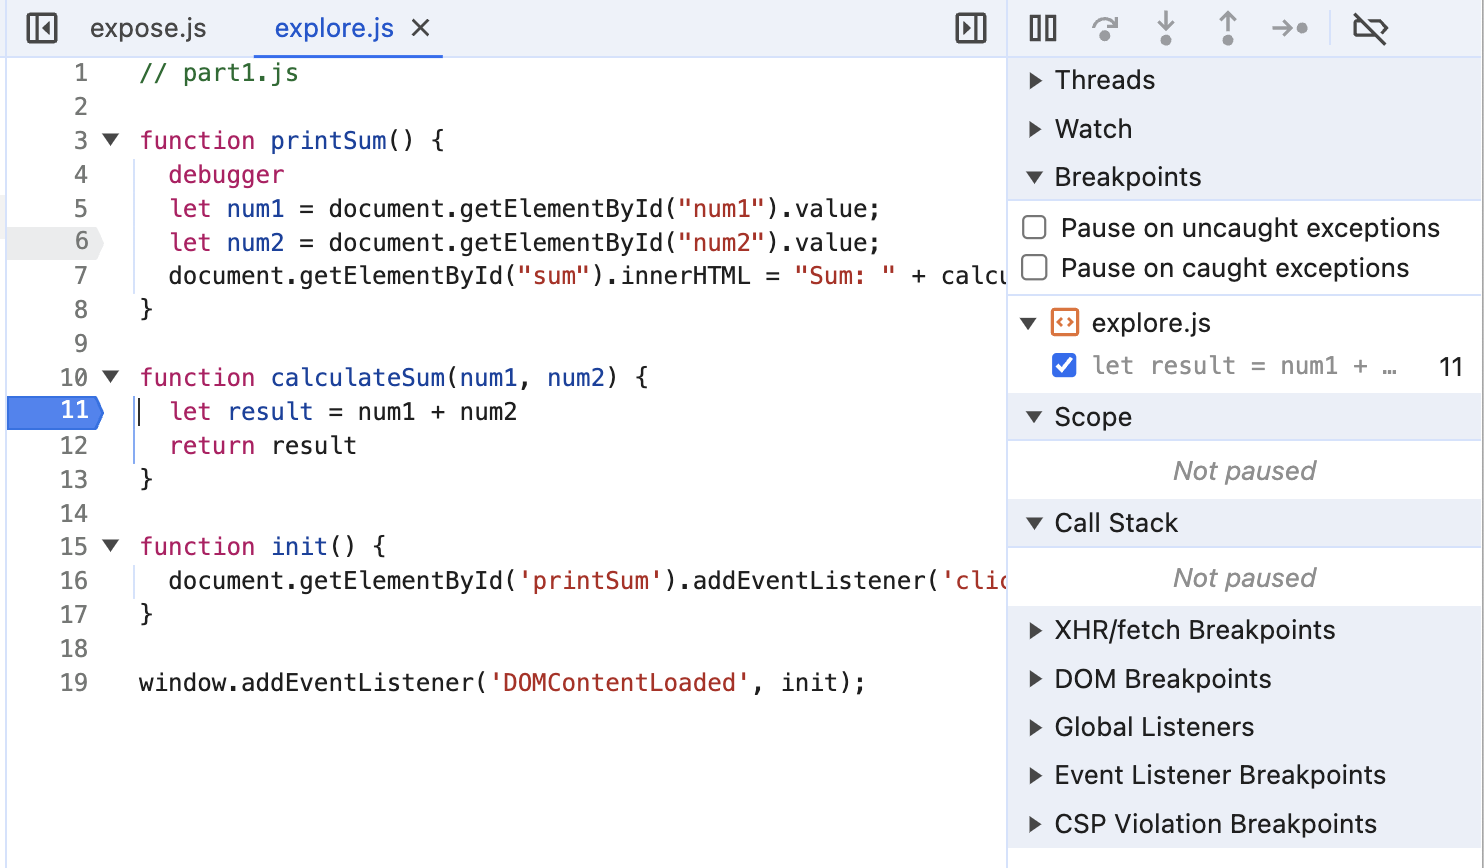 expose.js explore.js
1 // part1.js
2
3 function printSum() {
4 debugger
5 let num1 = document.getElementById("num1").value;
6 let num2 = document.getElementById("num2").value;
7 document.getElementById("sum").innerHTML = "Sum: " + calcu
8 }
9
10 function calculateSum(num1, num2) {
11 let result = num1 + num2
12 return result
13 }
14
15 function init() {
16 document.getElementById('printSum').addEventListener('clic
17 }
18
19 window.addEventListener('DOMContentLoaded', init);
Threads
Watch
Breakpoints
Pause on uncaught exceptions
Pause on caught exceptions
explore.js
let result = num1 + … 11
Scope
Not paused
Call Stack
Not paused
XHR/fetch Breakpoints
DOM Breakpoints
Global Listeners
Event Listener Breakpoints
CSP Violation Breakpoints